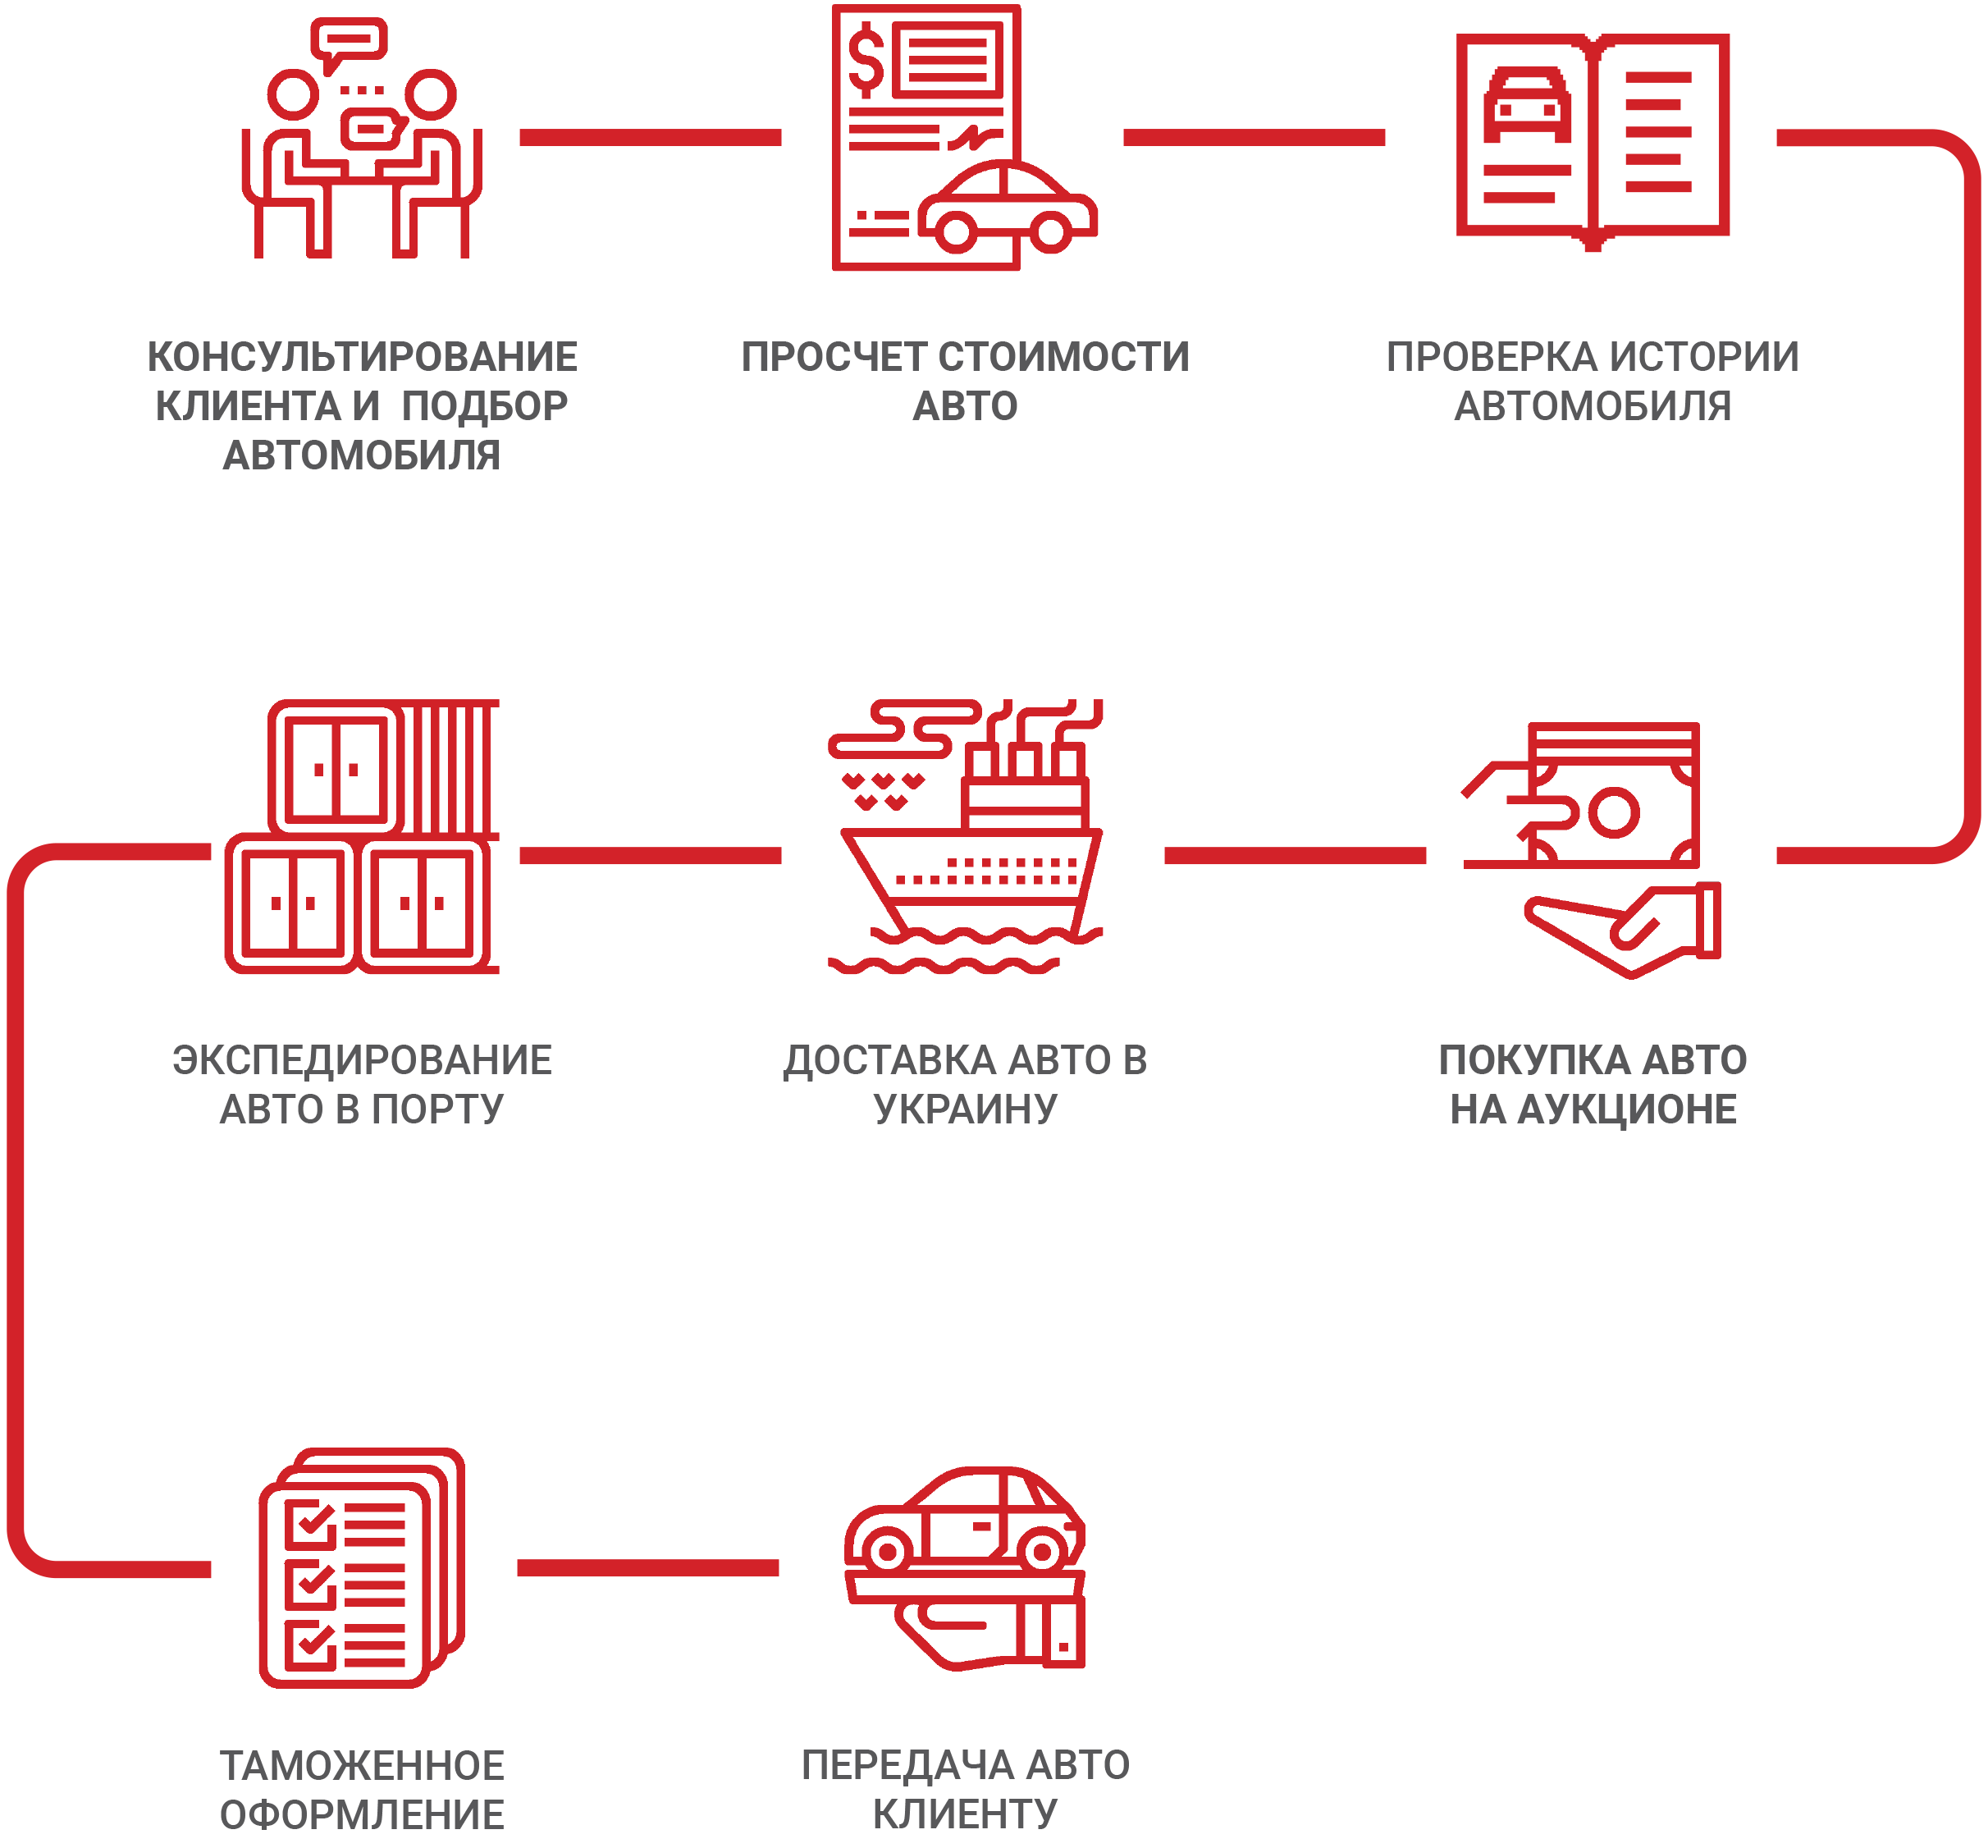 КОНСУЛЬТИРОВАНИЕ
КЛИЕНТА И ПОДБОР
АВТОМОБИЛЯ
ПРОСЧЕТ СТОИМОСТИ
АВТО
ПРОВЕРКА ИСТОРИИ
АВТОМОБИЛЯ
ЭКСПЕДИРОВАНИЕ
АВТО В ПОРТУ
ДОСТАВКА АВТО В
УКРАИНУ
ПОКУПКА АВТО
НА АУКЦИОНЕ
ТАМОЖЕННОЕ
ОФОРМЛЕНИЕ
ПЕРЕДАЧА АВТО
КЛИЕНТУ